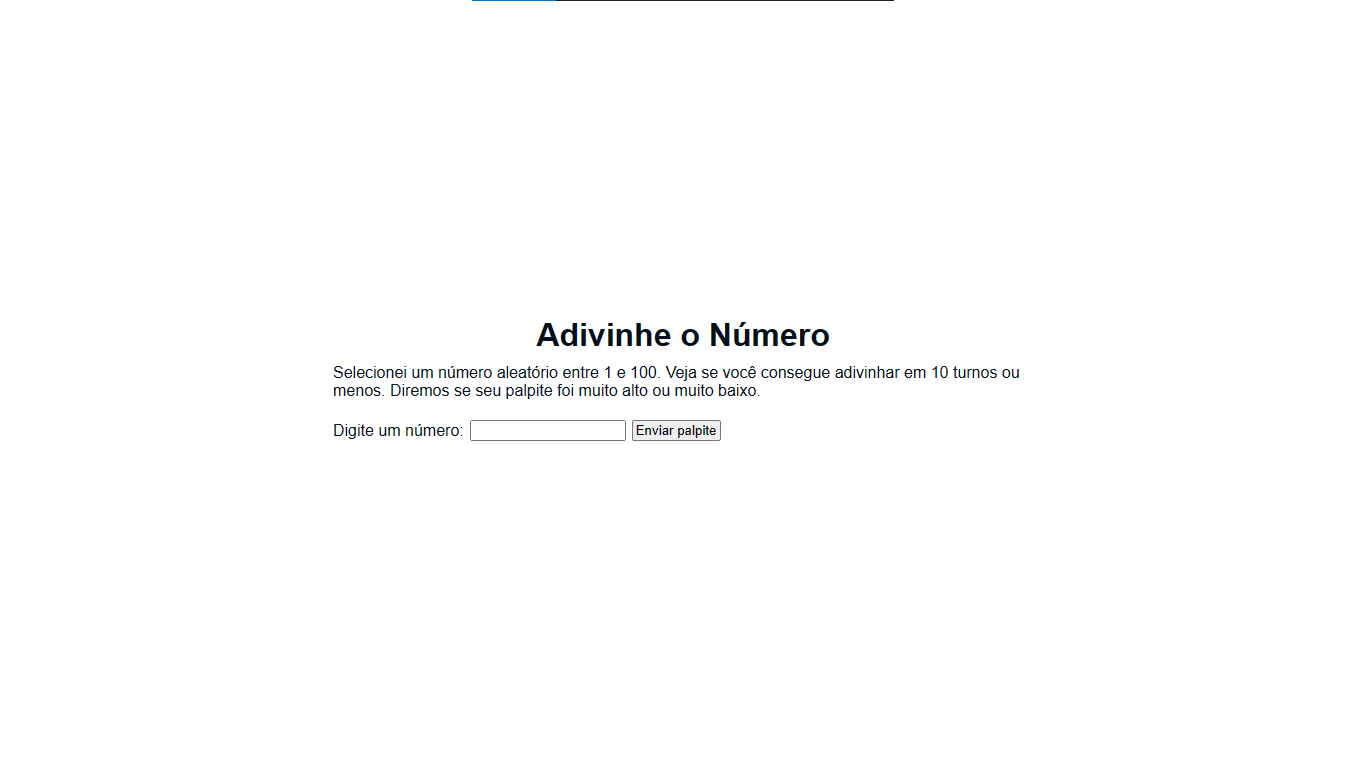 Adivinhe o Número
Selecionei um número aleatório entre 1 e 100. Veja se você consegue adivinhar em 10 turnos ou
menos. Diremos se seu palpite foi muito alto ou muito baixo.
Digite um número: Enviar palpite